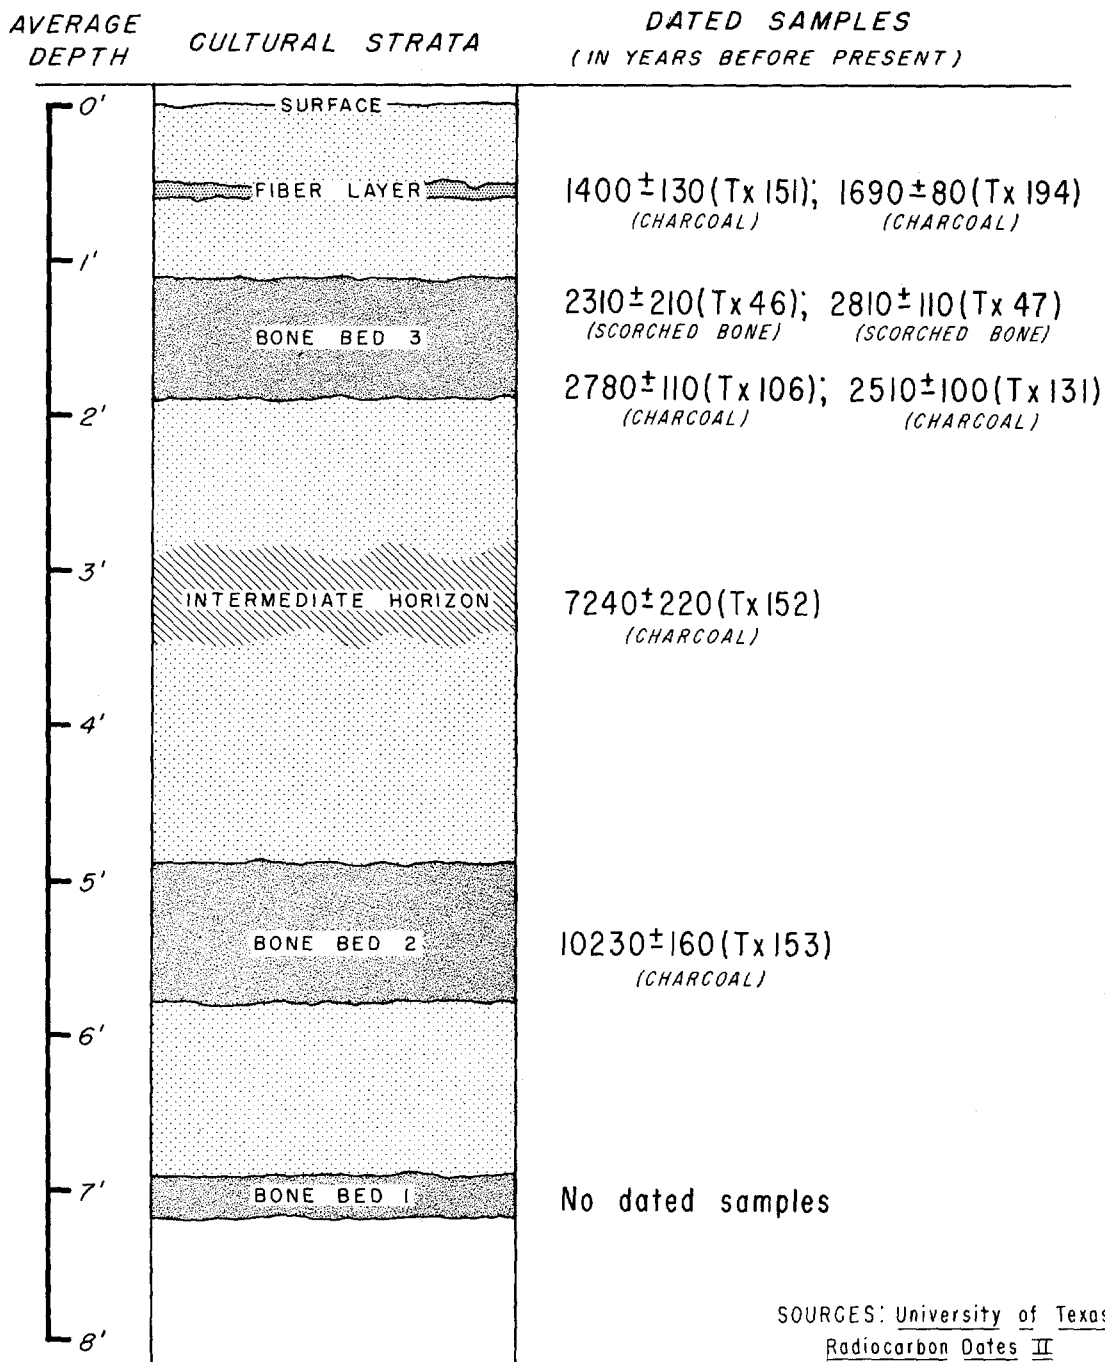 AVERAGE DEPTH
CULTURAL STRATA
DATED SAMPLES
(IN YEARS BEFORE PRESENT)
0'
SURFACE
FIBER LAYER
1400±130(Tx 151); 1690±80(Tx 194)
(CHARCOAL) (CHARCOAL)
1'
2310±210(Tx 46); 2810±110(Tx 47)
(SCORCHED BONE) (SCORCHED BONE)
BONE BED 3
2780±110(Tx 106); 2510±100(Tx 131)
(CHARCOAL) (CHARCOAL)
2'
3'
INTERMEDIATE HORIZON
7240±220(Tx 152)
(CHARCOAL)
4'
5'
BONE BED 2
10230±160(Tx 153)
(CHARCOAL)
6'
7'
BONE BED 1
No dated samples
8'
SOURCES: University of Texas
Radiocarbon Dates II